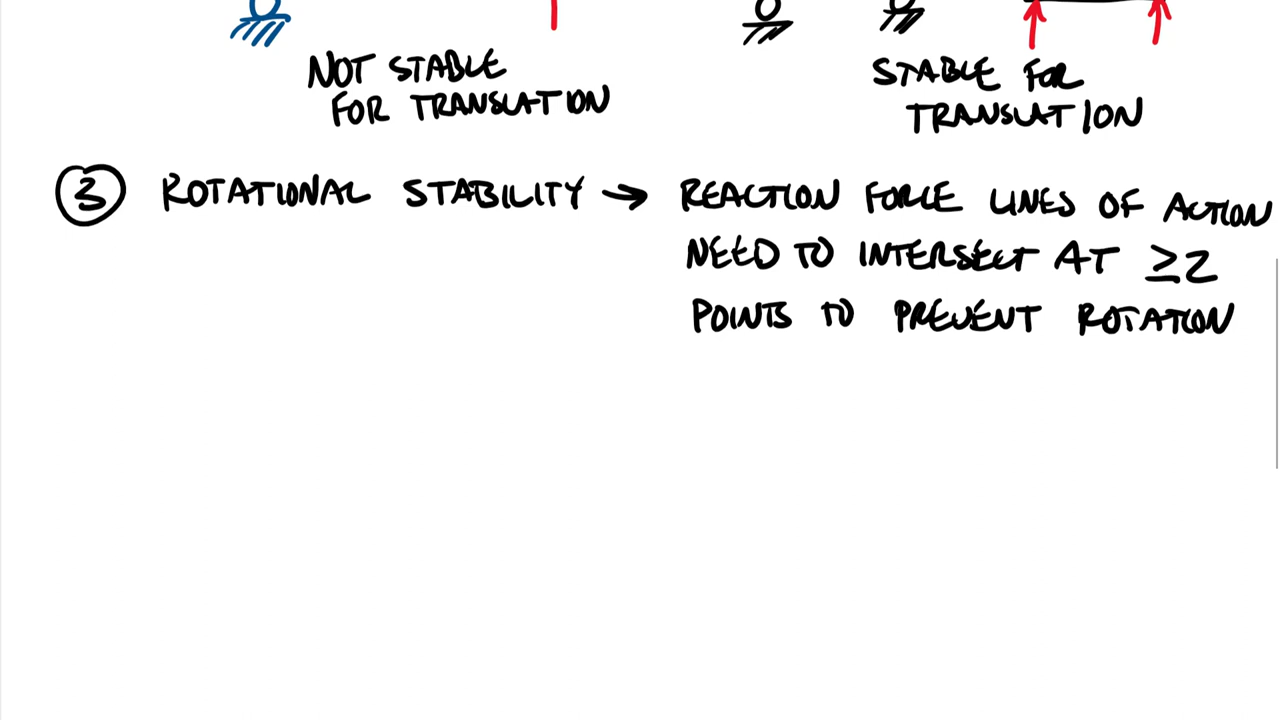 NOT STABLE
FOR TRANSLATION
STABLE FOR
TRANSLATION
3 ROTATIONAL STABILITY → REACTION FORCE LINES OF ACTION
NEED TO INTERSECT AT ≥2
POINTS TO PREVENT ROTATION